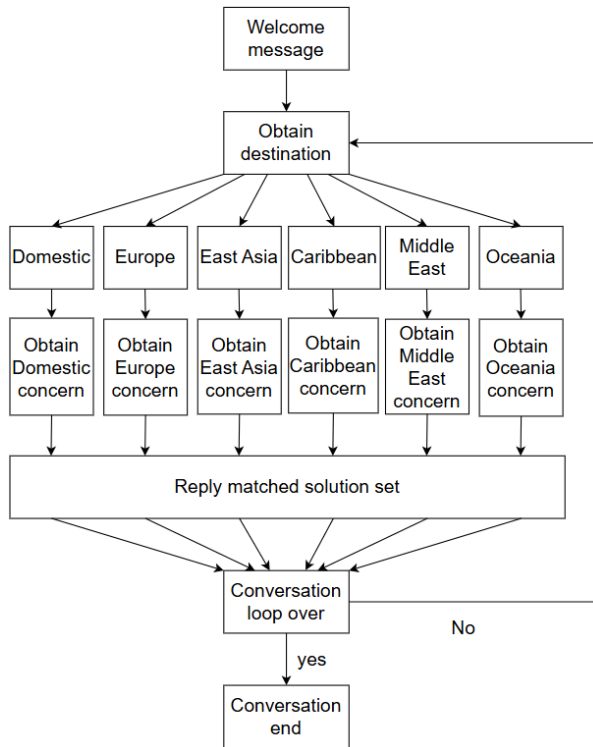 Welcome
message
Obtain
destination
Domestic
Europe
East Asia
Caribbean
Middle
East
Oceania
Obtain
Domestic
concern
Obtain
Europe
concern
Obtain
East Asia
concern
Obtain
Caribbean
concern
Obtain
Middle
East
concern
Obtain
Oceania
concern
Reply matched solution set
Conversation
loop over
No
yes
Conversation
end